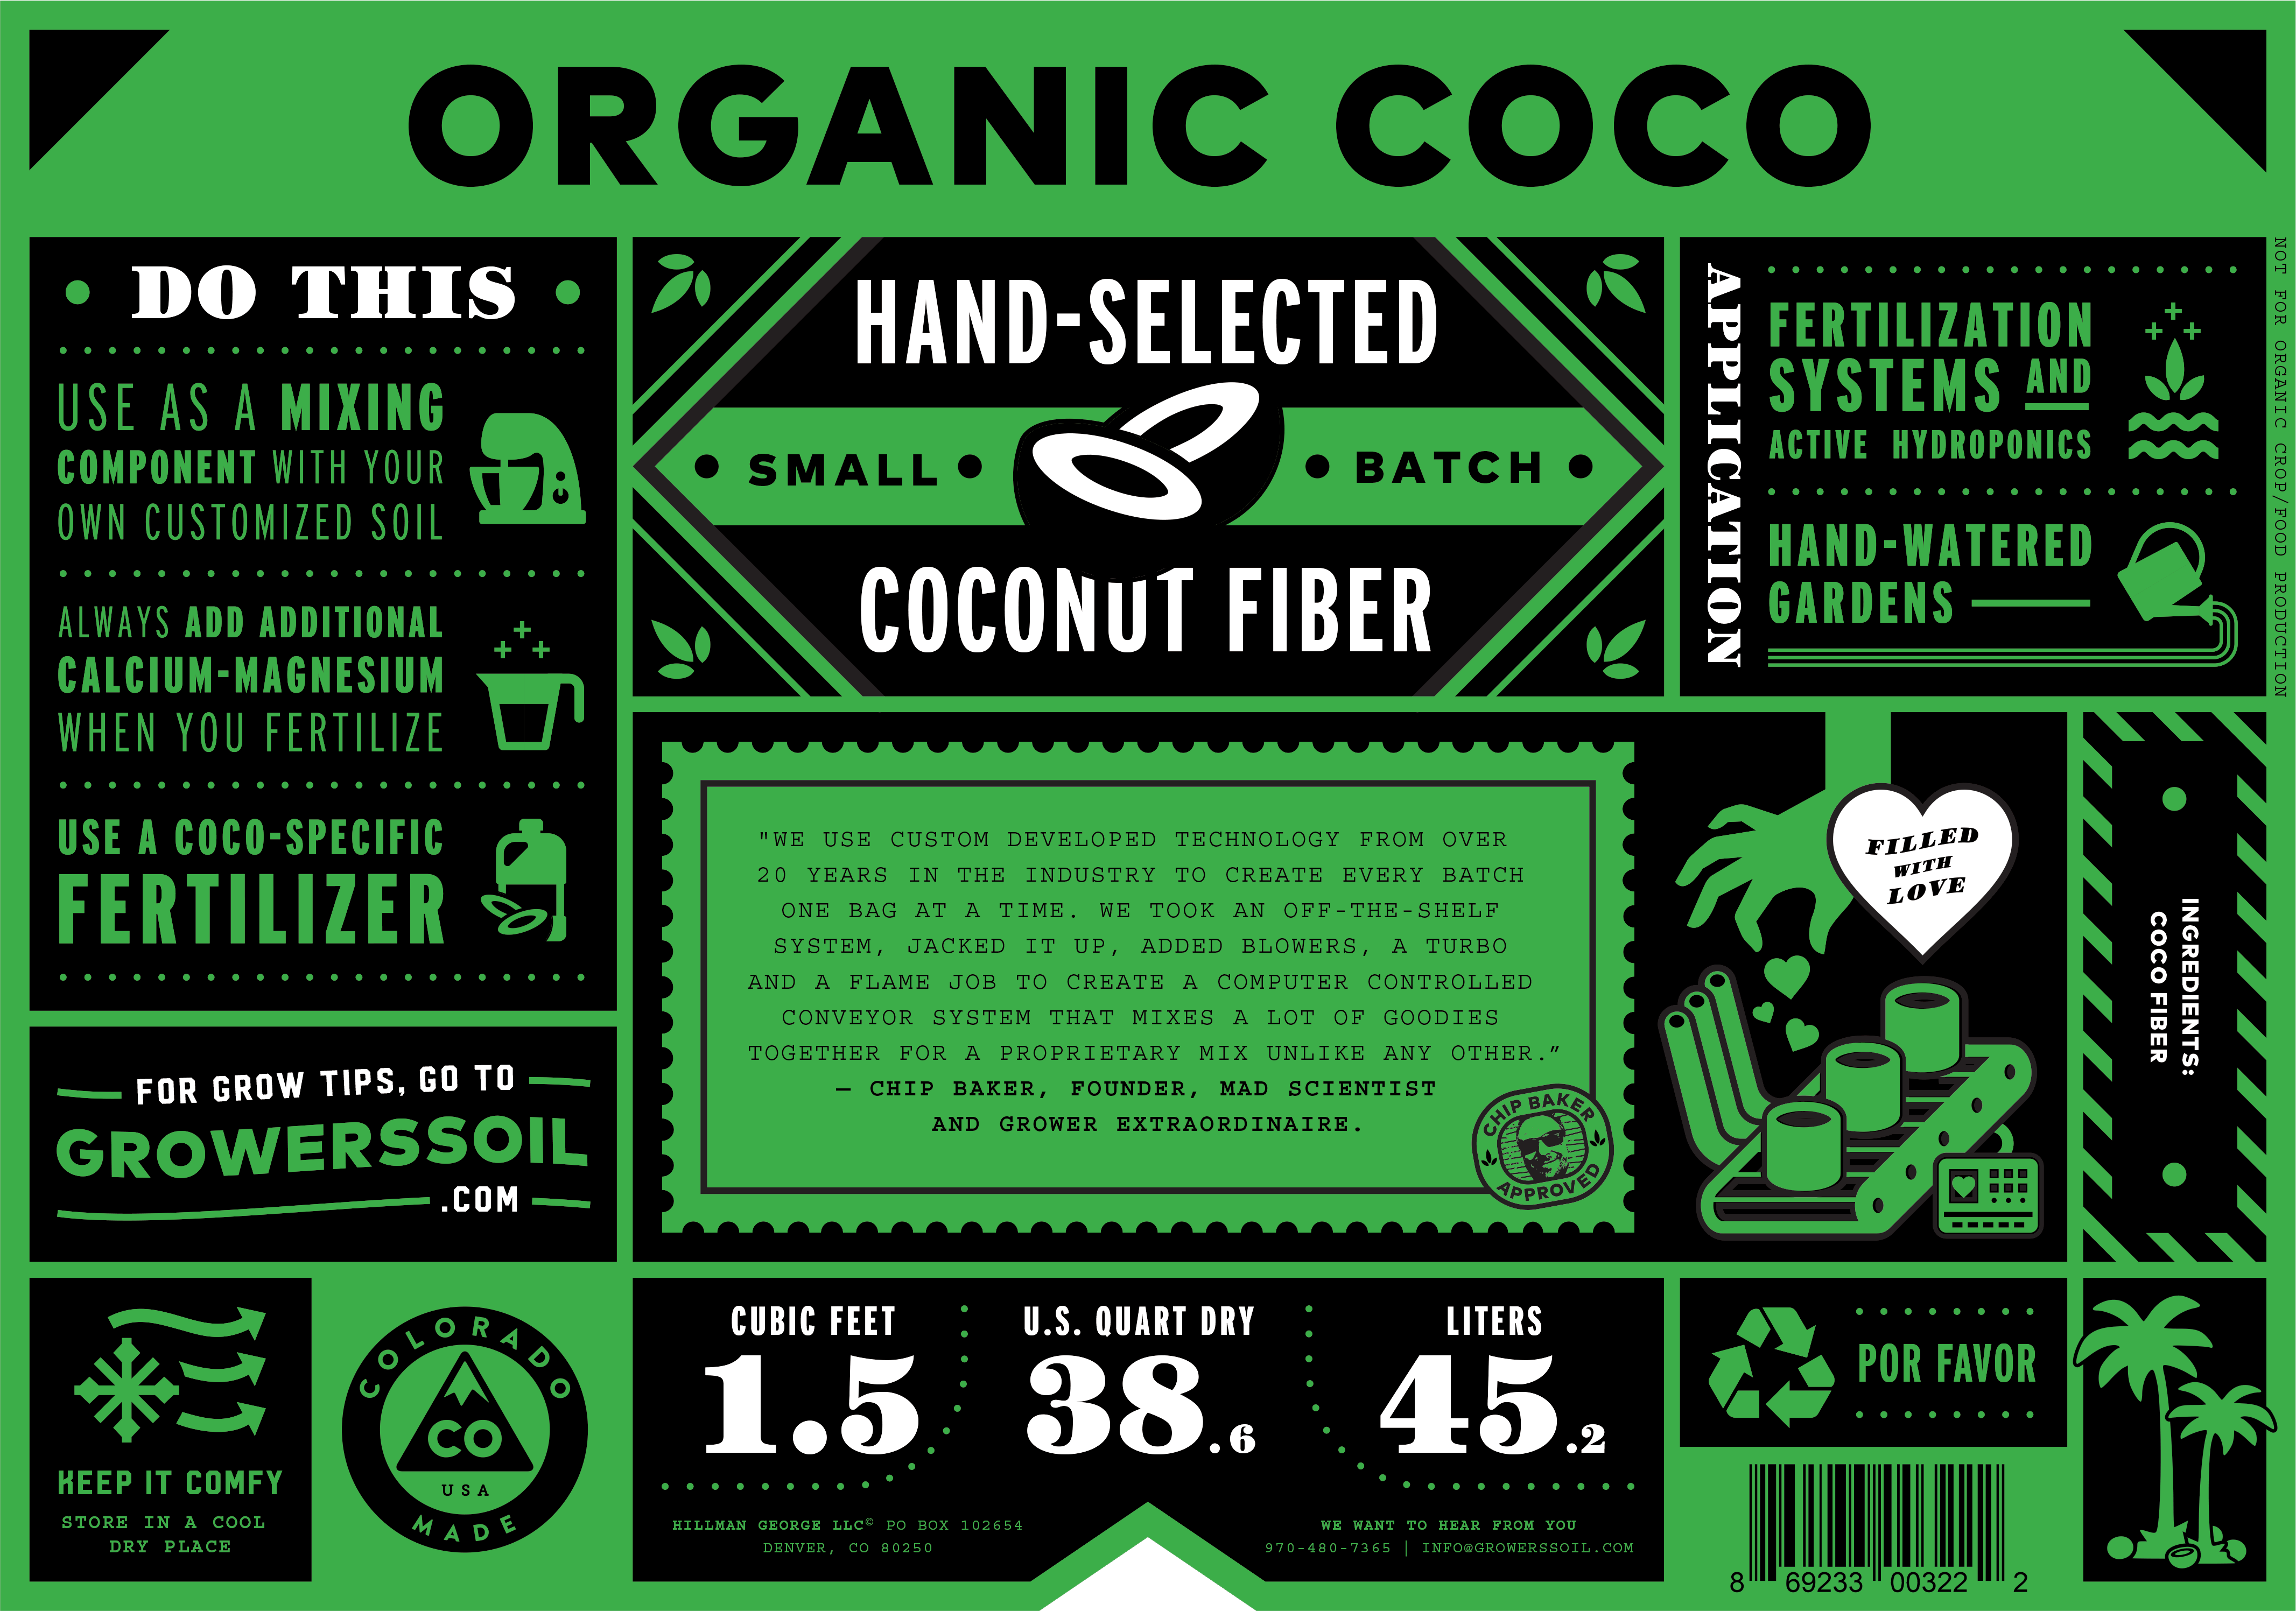 ORGANIC COCO
DO THIS
USE AS A MIXING
COMPONENT WITH YOUR
OWN CUSTOMIZED SOIL
ALWAYS ADD ADDITIONAL
CALCIUM-MAGNESIUM
WHEN YOU FERTILIZE
USE A COCO-SPECIFIC
FERTILIZER
FOR GROW TIPS, GO TO
GROWERSSOIL
.COM
KEEP IT COMFY
STORE IN A COOL
DRY PLACE
COLORADO
CO
USA
MADE
HAND-SELECTED
SMALL BATCH
COCONUT FIBER
APPLICATION
FERTILIZATION
SYSTEMS AND
ACTIVE HYDROPONICS
HAND-WATERED
GARDENS
NOT FOR ORGANIC CROP/FOOD PRODUCTION
"WE USE CUSTOM DEVELOPED TECHNOLOGY FROM OVER
20 YEARS IN THE INDUSTRY TO CREATE EVERY BATCH
ONE BAG AT A TIME. WE TOOK AN OFF-THE-SHELF
SYSTEM, JACKED IT UP, ADDED BLOWERS, A TURBO
AND A FLAME JOB TO CREATE A COMPUTER CONTROLLED
CONVEYOR SYSTEM THAT MIXES A LOT OF GOODIES
TOGETHER FOR A PROPRIETARY MIX UNLIKE ANY OTHER.”
— CHIP BAKER, FOUNDER, MAD SCIENTIST
AND GROWER EXTRAORDINAIRE.
CHIP BAKER
APPROVED
FILLED
WITH
LOVE
INGREDIENTS:
COCO FIBER
CUBIC FEET
1.5
U.S. QUART DRY
38.6
LITERS
45.2
HILLMAN GEORGE LLC© PO BOX 102654
DENVER, CO 80250
WE WANT TO HEAR FROM YOU
970-480-7365 | INFO@GROWERSSOIL.COM
POR FAVOR
8 69233 00322 2